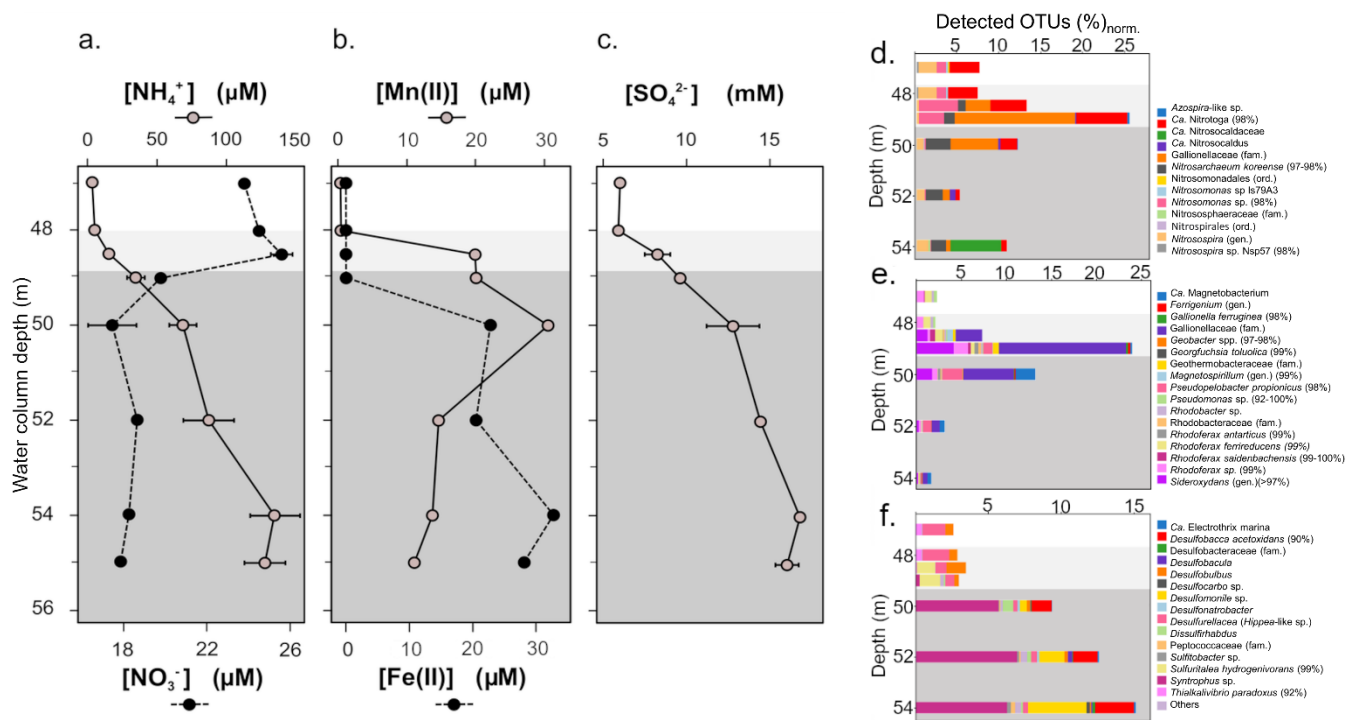 a.
[NH₄⁺] (µM)
0 50 100 150
Water column depth (m)
48
50
52
54
56
18 22 26
[NO₃⁻] (µM)
b.
[Mn(II)] (µM)
0 10 20 30
0 10 20 30
[Fe(II)] (µM)
c.
[SO₄²⁻] (mM)
5 10 15
Detected OTUs (%)norm.
d.
5 10 15 20 25
Depth (m)
48
50
52
54
Azospira-like sp.
Ca. Nitrotoga (98%)
Ca. Nitrosocaldaceae
Ca. Nitrosocaldus
Gallionellaceae (fam.)
Nitrosarchaeum koreense (97-98%)
Nitrosomonadales (ord.)
Nitrosomonas sp Is79A3
Nitrosomonas sp. (98%)
Nitrososphaeraceae (fam.)
Nitrospirales (ord.)
Nitrosospira (gen.)
Nitrosospira sp. Nsp57 (98%)
e.
5 10 15 20 25
Depth (m)
48
50
52
54
Ca. Magnetobacterium
Ferrigenium (gen.)
Gallionella ferruginea (98%)
Gallionellaceae (fam.)
Geobacter spp. (97-98%)
Georgfuchsia toluolica (99%)
Geothermobacteraceae (fam.)
Magnetospirillum (gen.) (99%)
Pseudopelobacter propionicus (98%)
Pseudomonas sp. (92-100%)
Rhodobacter sp.
Rhodobacteraceae (fam.)
Rhodoferax antarticus (99%)
Rhodoferax ferrireducens (99%)
Rhodoferax saidenbachensis (99-100%)
Rhodoferax sp. (99%)
Sideroxydans (gen.)(>97%)
f.
5 10 15
Depth (m)
48
50
52
54
Ca. Electrothrix marina
Desulfobacca acetoxidans (90%)
Desulfobacteraceae (fam.)
Desulfobacula
Desulfobulbus
Desulfocarbo sp.
Desulfomonile sp.
Desulfonatrobacter
Desulfurellacea (Hippea-like sp.)
Dissulfirhabdus
Peptococcaceae (fam.)
Sulfitobacter sp.
Sulfuritalea hydrogenivorans (99%)
Syntrophus sp.
Thialkalivibrio paradoxus (92%)
Others